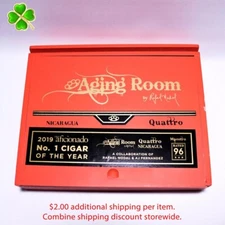 Aging Room
by Rafael Nodal
NICARAGUA
Quattro
2019 aficionado
No. 1 CIGAR
OF THE YEAR
Aging Room
Quattro
NICARAGUA
A COLLABORATION OF
RAFAEL NODAL & AJ FERNANDEZ
96
$2.00 additional shipping per item.
Combine shipping discount storewide.